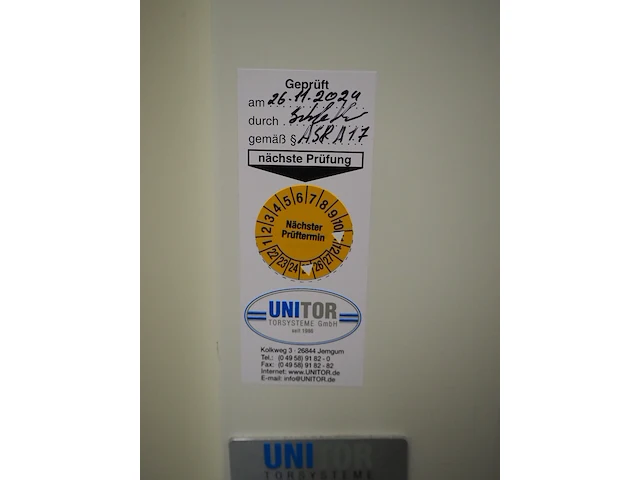 Geprüft
am 26.11.2024
durch
gemäß § ASR A1.7
nächste Prüfung
1 2 3 4 5 6 7 8 9 10 12
Nächster
Prüftermin
22 23 24 26 27
UNITOR
TORSYSTEME GmbH
seit 1998
Kolkweg 3 - 26844 Jemgum
Tel.: (0 49 58) 91 82 - 0
Fax: (0 49 58) 91 82 - 82
Internet: www.UNITOR.de
E-mail: info@UNITOR.de
UNITOR
TORSYSTEME